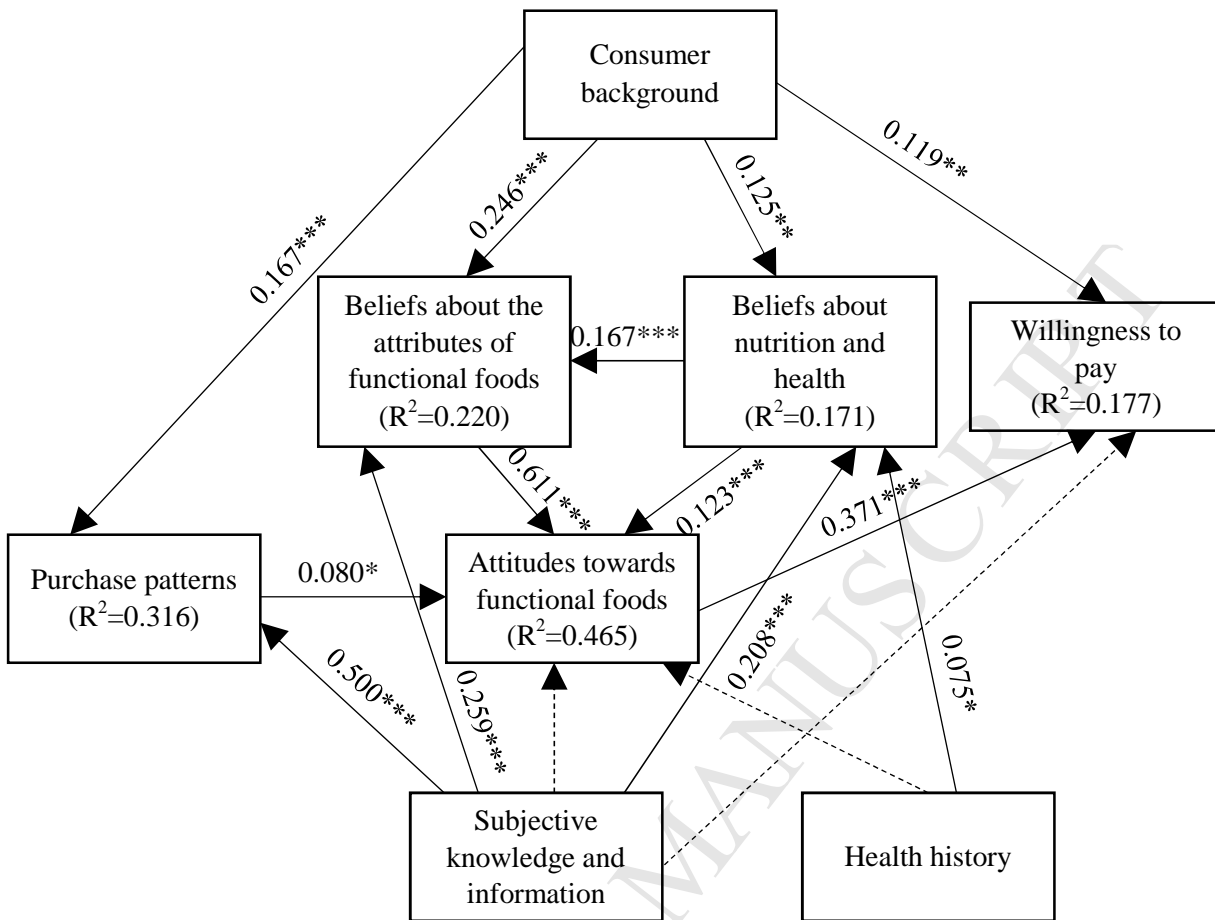 Consumer
background
0.119**
0.246***
0.125**
0.167***
Beliefs about the
attributes of
functional foods
(R²=0.220)
0.167***
Beliefs about
nutrition and
health
(R²=0.171)
Willingness to
pay
(R²=0.177)
0.611***
0.123***
0.371***
Purchase patterns
(R²=0.316)
0.080*
Attitudes towards
functional foods
(R²=0.465)
0.500***
0.259***
0.208***
0.075*
Subjective
knowledge and
information
Health history
MANUSCRIPT